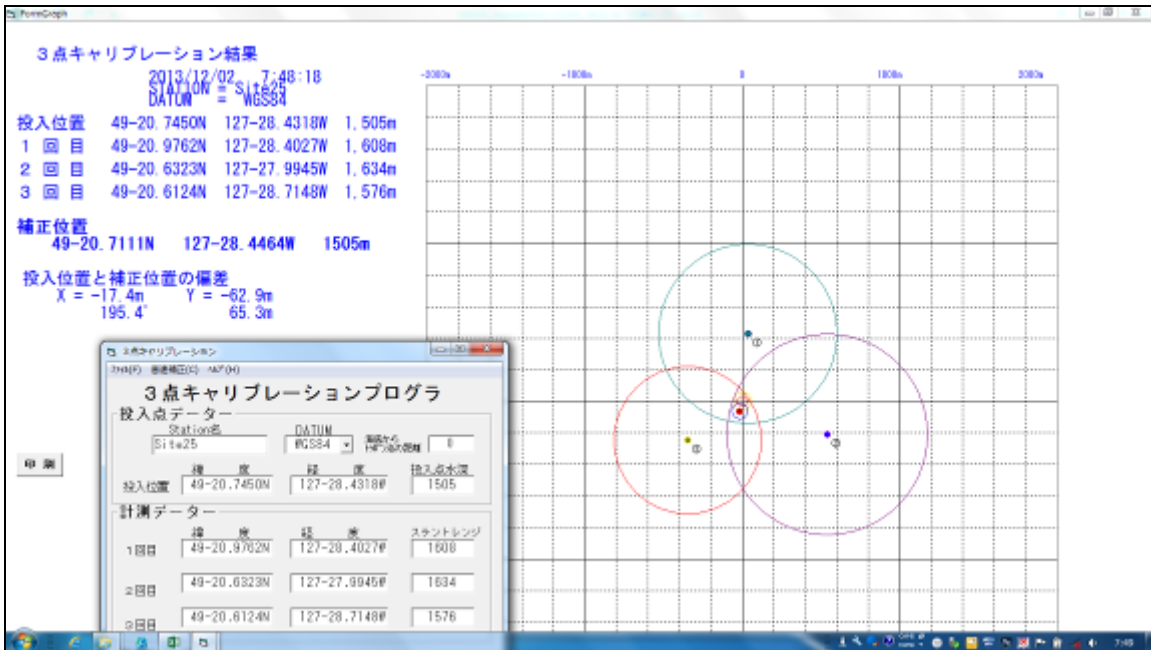 FormGraph
３点キャリブレーション結果
2013/12/02 7:48:18
STATION = Site25
DATUM = WGS84
投入位置 49-20.7450N 127-28.4318W 1,505m
１回目 49-20.9762N 127-28.4027W 1,608m
２回目 49-20.6323N 127-27.9945W 1,634m
３回目 49-20.6124N 127-28.7148W 1,576m
補正位置
49-20.7111N 127-28.4464W 1505m
投入位置と補正位置の偏差
X = -17.4m Y = -62.9m
195.4° 65.3m
-2000m -1000m 0 1000m 2000m
①
②
③
印 刷
３点キャリブレーション
ﾌｧｲﾙ(F) 音速補正(C) ﾍﾙﾌﾟ(H)
３点キャリブレーションプログラ
投入点データー
Station名 DATUM
Site25 WGS84 0
緯 度 経 度 投入点水深
投入位置 49-20.7450N 127-28.4318W 1505
計測データー
緯 度 経 度 スラントレンジ
1回目 49-20.9762N 127-28.4027W 1608
2回目 49-20.6323N 127-27.9945W 1634
3回目 49-20.6124N 127-28.7148W 1576